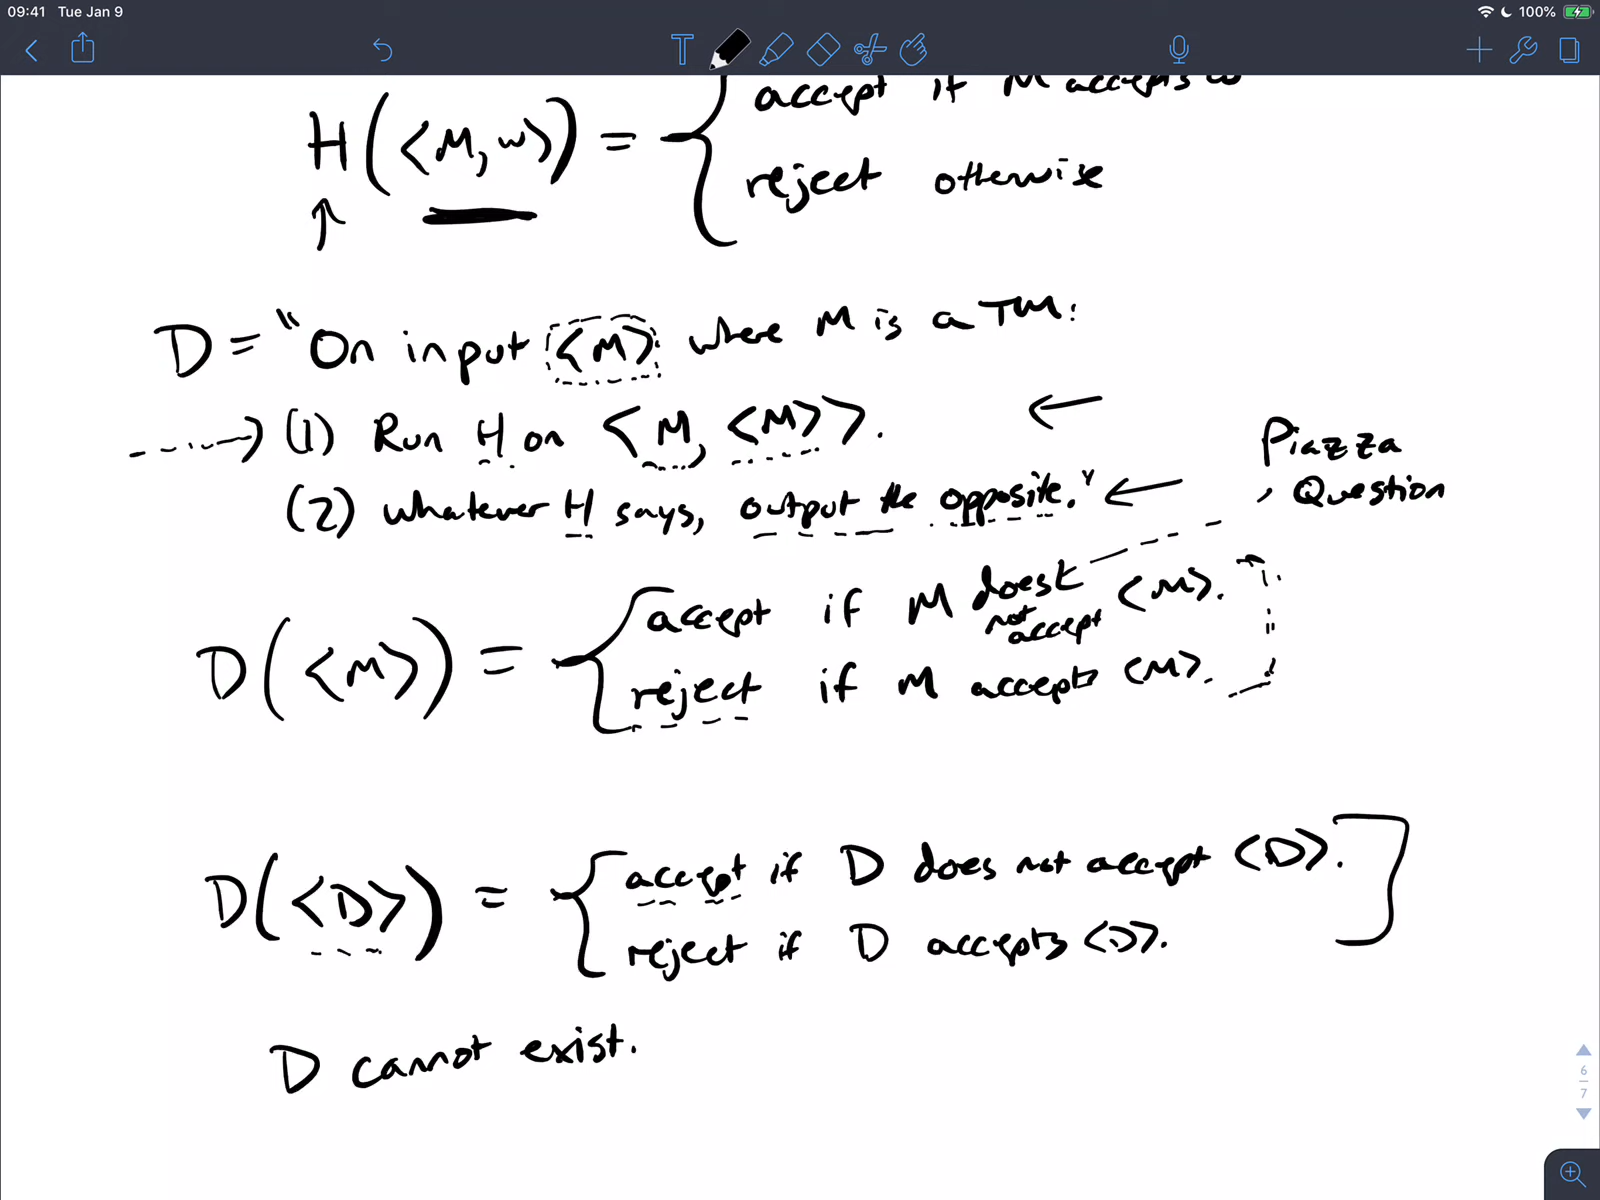 09:41 Tue Jan 9
100%
T
accept if M accepts w
H(<M, w>) =
reject otherwise
D = "On input <M> where M is a TM:
(1) Run H on <M, <M>>.
(2) whatever H says, output the opposite."
Piazza
Question
accept if M doest not accept <M>.
D(<M>) =
reject if M accepts <M>.
accept if D does not accept <D>.
D(<D>) =
reject if D accepts <D>.
D cannot exist.
6
7